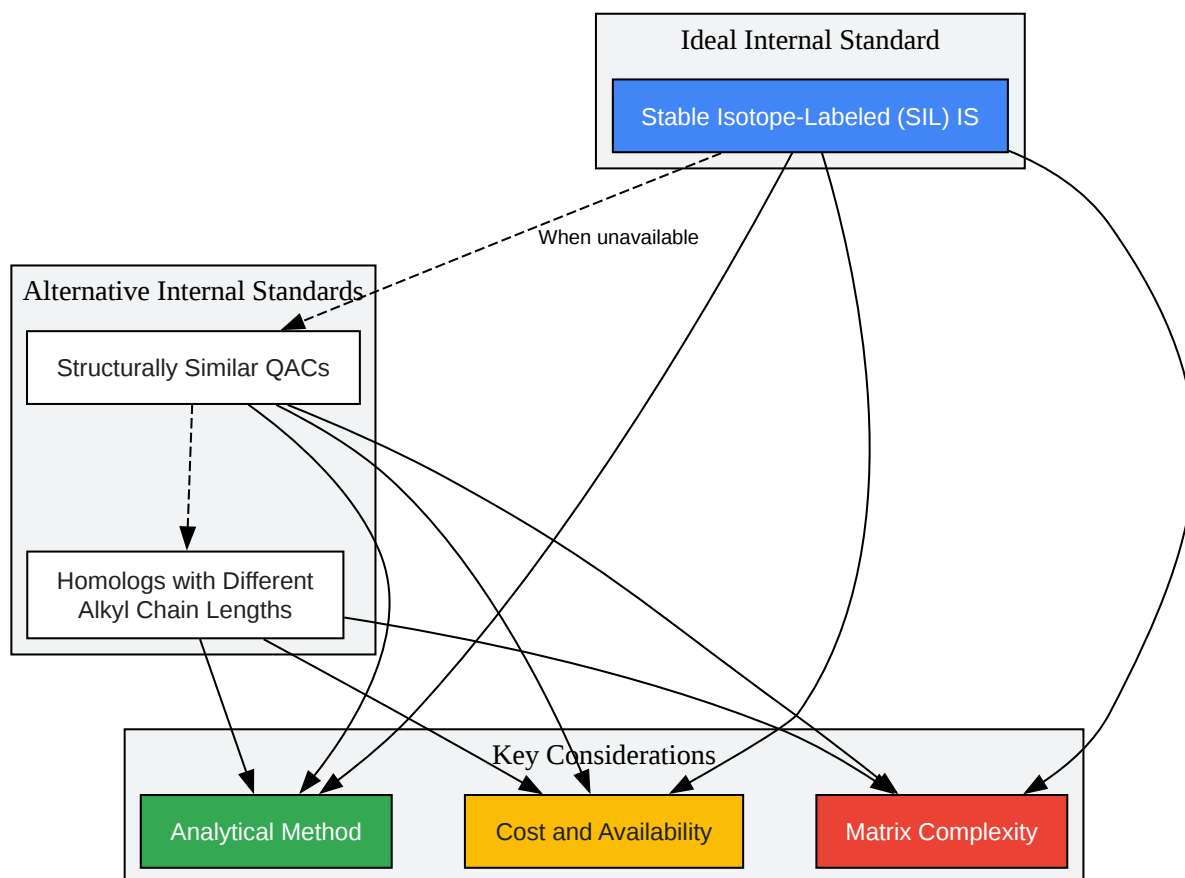 Ideal Internal Standard
Stable Isotope-Labeled (SIL) IS
When unavailable
Alternative Internal Standards
Structurally Similar QACs
Homologs with Different
Alkyl Chain Lengths
Key Considerations
Analytical Method
Cost and Availability
Matrix Complexity